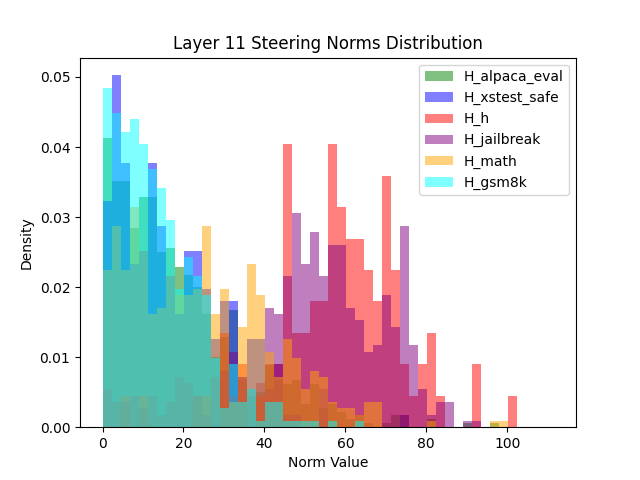 Layer 11 Steering Norms Distribution
H_alpaca_eval
H_xstest_safe
H_h
H_jailbreak
H_math
H_gsm8k
0.05
0.04
0.03
0.02
0.01
0.00
Density
0 20 40 60 80 100
Norm Value